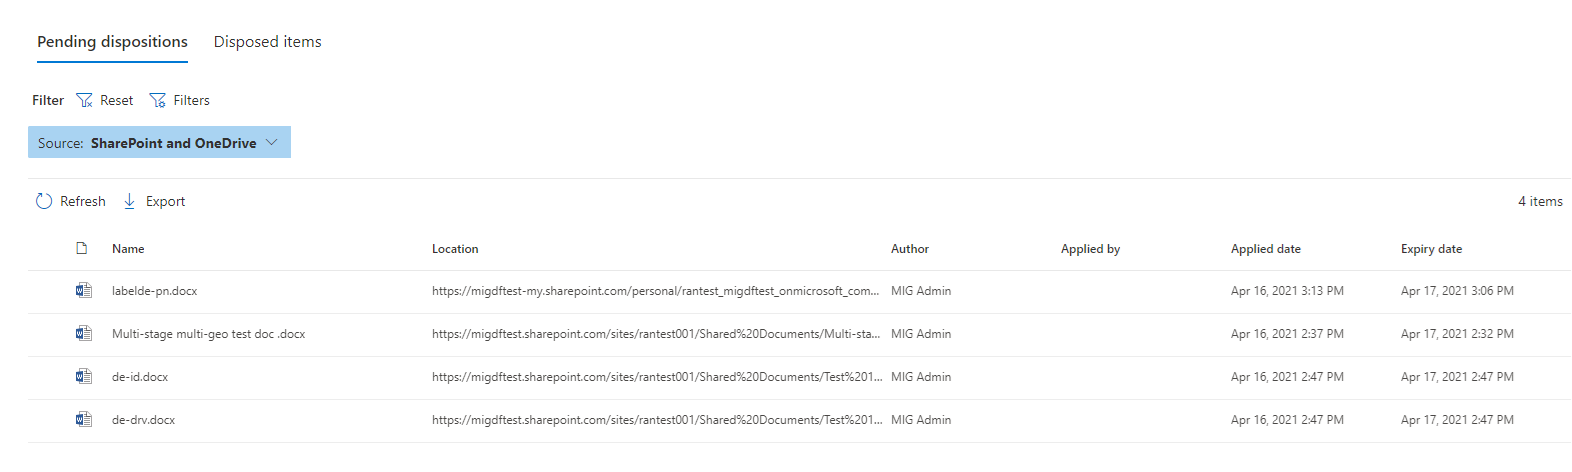 Pending dispositions Disposed items
Filter Reset Filters
Source: SharePoint and OneDrive
Refresh Export 4 items
Name Location Author Applied by Applied date Expiry date
labelde-pn.docx https://migdftest-my.sharepoint.com/personal/rantest_migdftest_onmicrosoft_com... MIG Admin Apr 16, 2021 3:13 PM Apr 17, 2021 3:06 PM
Multi-stage multi-geo test doc .docx https://migdftest.sharepoint.com/sites/rantest001/Shared%20Documents/Multi-sta... MIG Admin Apr 16, 2021 2:37 PM Apr 17, 2021 2:32 PM
de-id.docx https://migdftest.sharepoint.com/sites/rantest001/Shared%20Documents/Test%201... MIG Admin Apr 16, 2021 2:47 PM Apr 17, 2021 2:47 PM
de-drv.docx https://migdftest.sharepoint.com/sites/rantest001/Shared%20Documents/Test%201... MIG Admin Apr 16, 2021 2:47 PM Apr 17, 2021 2:47 PM